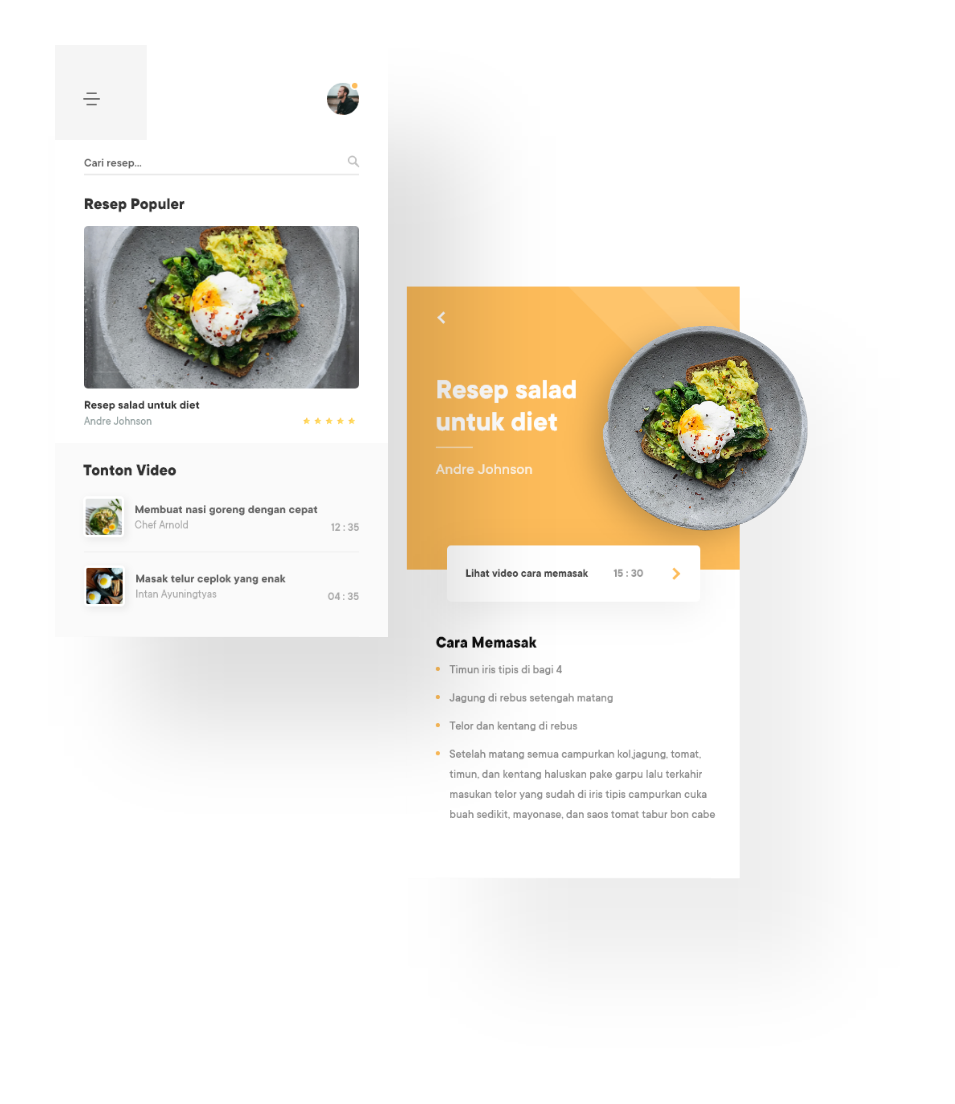 Cari resep...
Resep Populer
Resep salad untuk diet
Andre Johnson
Tonton Video
Membuat nasi goreng dengan cepat
Chef Arnold
12 : 35
Masak telur ceplok yang enak
Intan Ayuningtyas
04 : 35
Resep salad
untuk diet
Andre Johnson
Lihat video cara memasak
15 : 30
Cara Memasak
Timun iris tipis di bagi 4
Jagung di rebus setengah matang
Telor dan kentang di rebus
Setelah matang semua campurkan kol,jagung, tomat,
timun, dan kentang haluskan pake garpu lalu terkahir
masukan telor yang sudah di iris tipis campurkan cuka
buah sedikit, mayonase, dan saos tomat tabur bon cabe